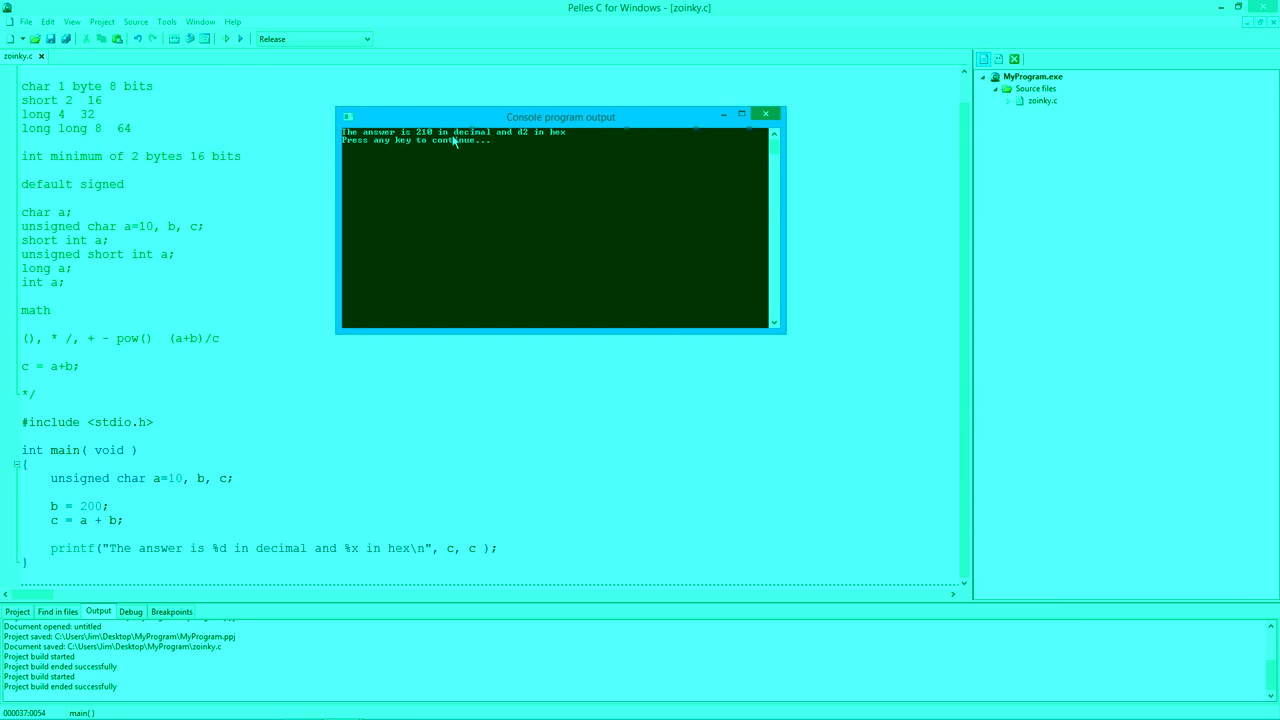 Pelles C for Windows - [zoinky.c]
File Edit View Project Source Tools Window Help
Release
zoinky.c
char 1 byte 8 bits
short 2  16
long 4  32
long long 8  64
int minimum of 2 bytes 16 bits
default signed
char a;
unsigned char a=10, b, c;
short int a;
unsigned short int a;
long a;
int a;
math
(), * /, + - pow()  (a+b)/c
c = a+b;
*/
#include <stdio.h>
int main( void )
{
unsigned char a=10, b, c;
b = 200;
c = a + b;
printf("The answer is %d in decimal and %x in hex\n", c, c );
}
Console program output
The answer is 210 in decimal and d2 in hex
Press any key to continue...
MyProgram.exe
Source files
zoinky.c
Project Find in files Output Debug Breakpoints
Document opened: untitled
Project saved: C:\Users\Jim\Desktop\MyProgram\MyProgram.ppj
Document saved: C:\Users\Jim\Desktop\MyProgram\zoinky.c
Project build started
Project build ended successfully
Project build started
Project build ended successfully
000037:0054 main( )